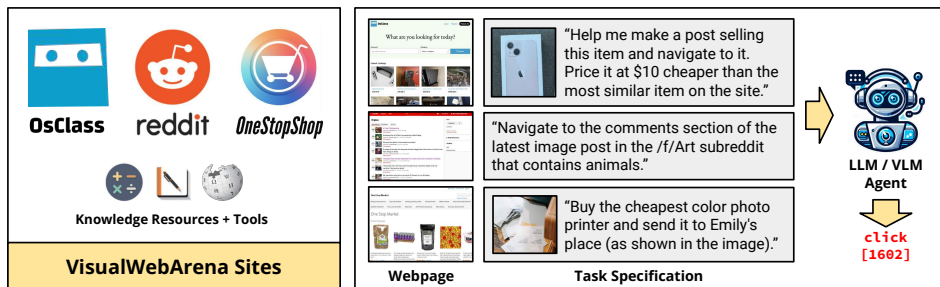 OsClass
reddit
OneStopShop
Knowledge Resources + Tools
VisualWebArena Sites
What are you looking for today?
One Stop Market
Webpage
“Help me make a post selling
this item and navigate to it.
Price it at $10 cheaper than the
most similar item on the site.”
“Navigate to the comments section of the
latest image post in the /f/Art subreddit
that contains animals.”
“Buy the cheapest color photo
printer and send it to Emily's
place (as shown in the image).”
Task Specification
LLM / VLM
Agent
click
[1602]